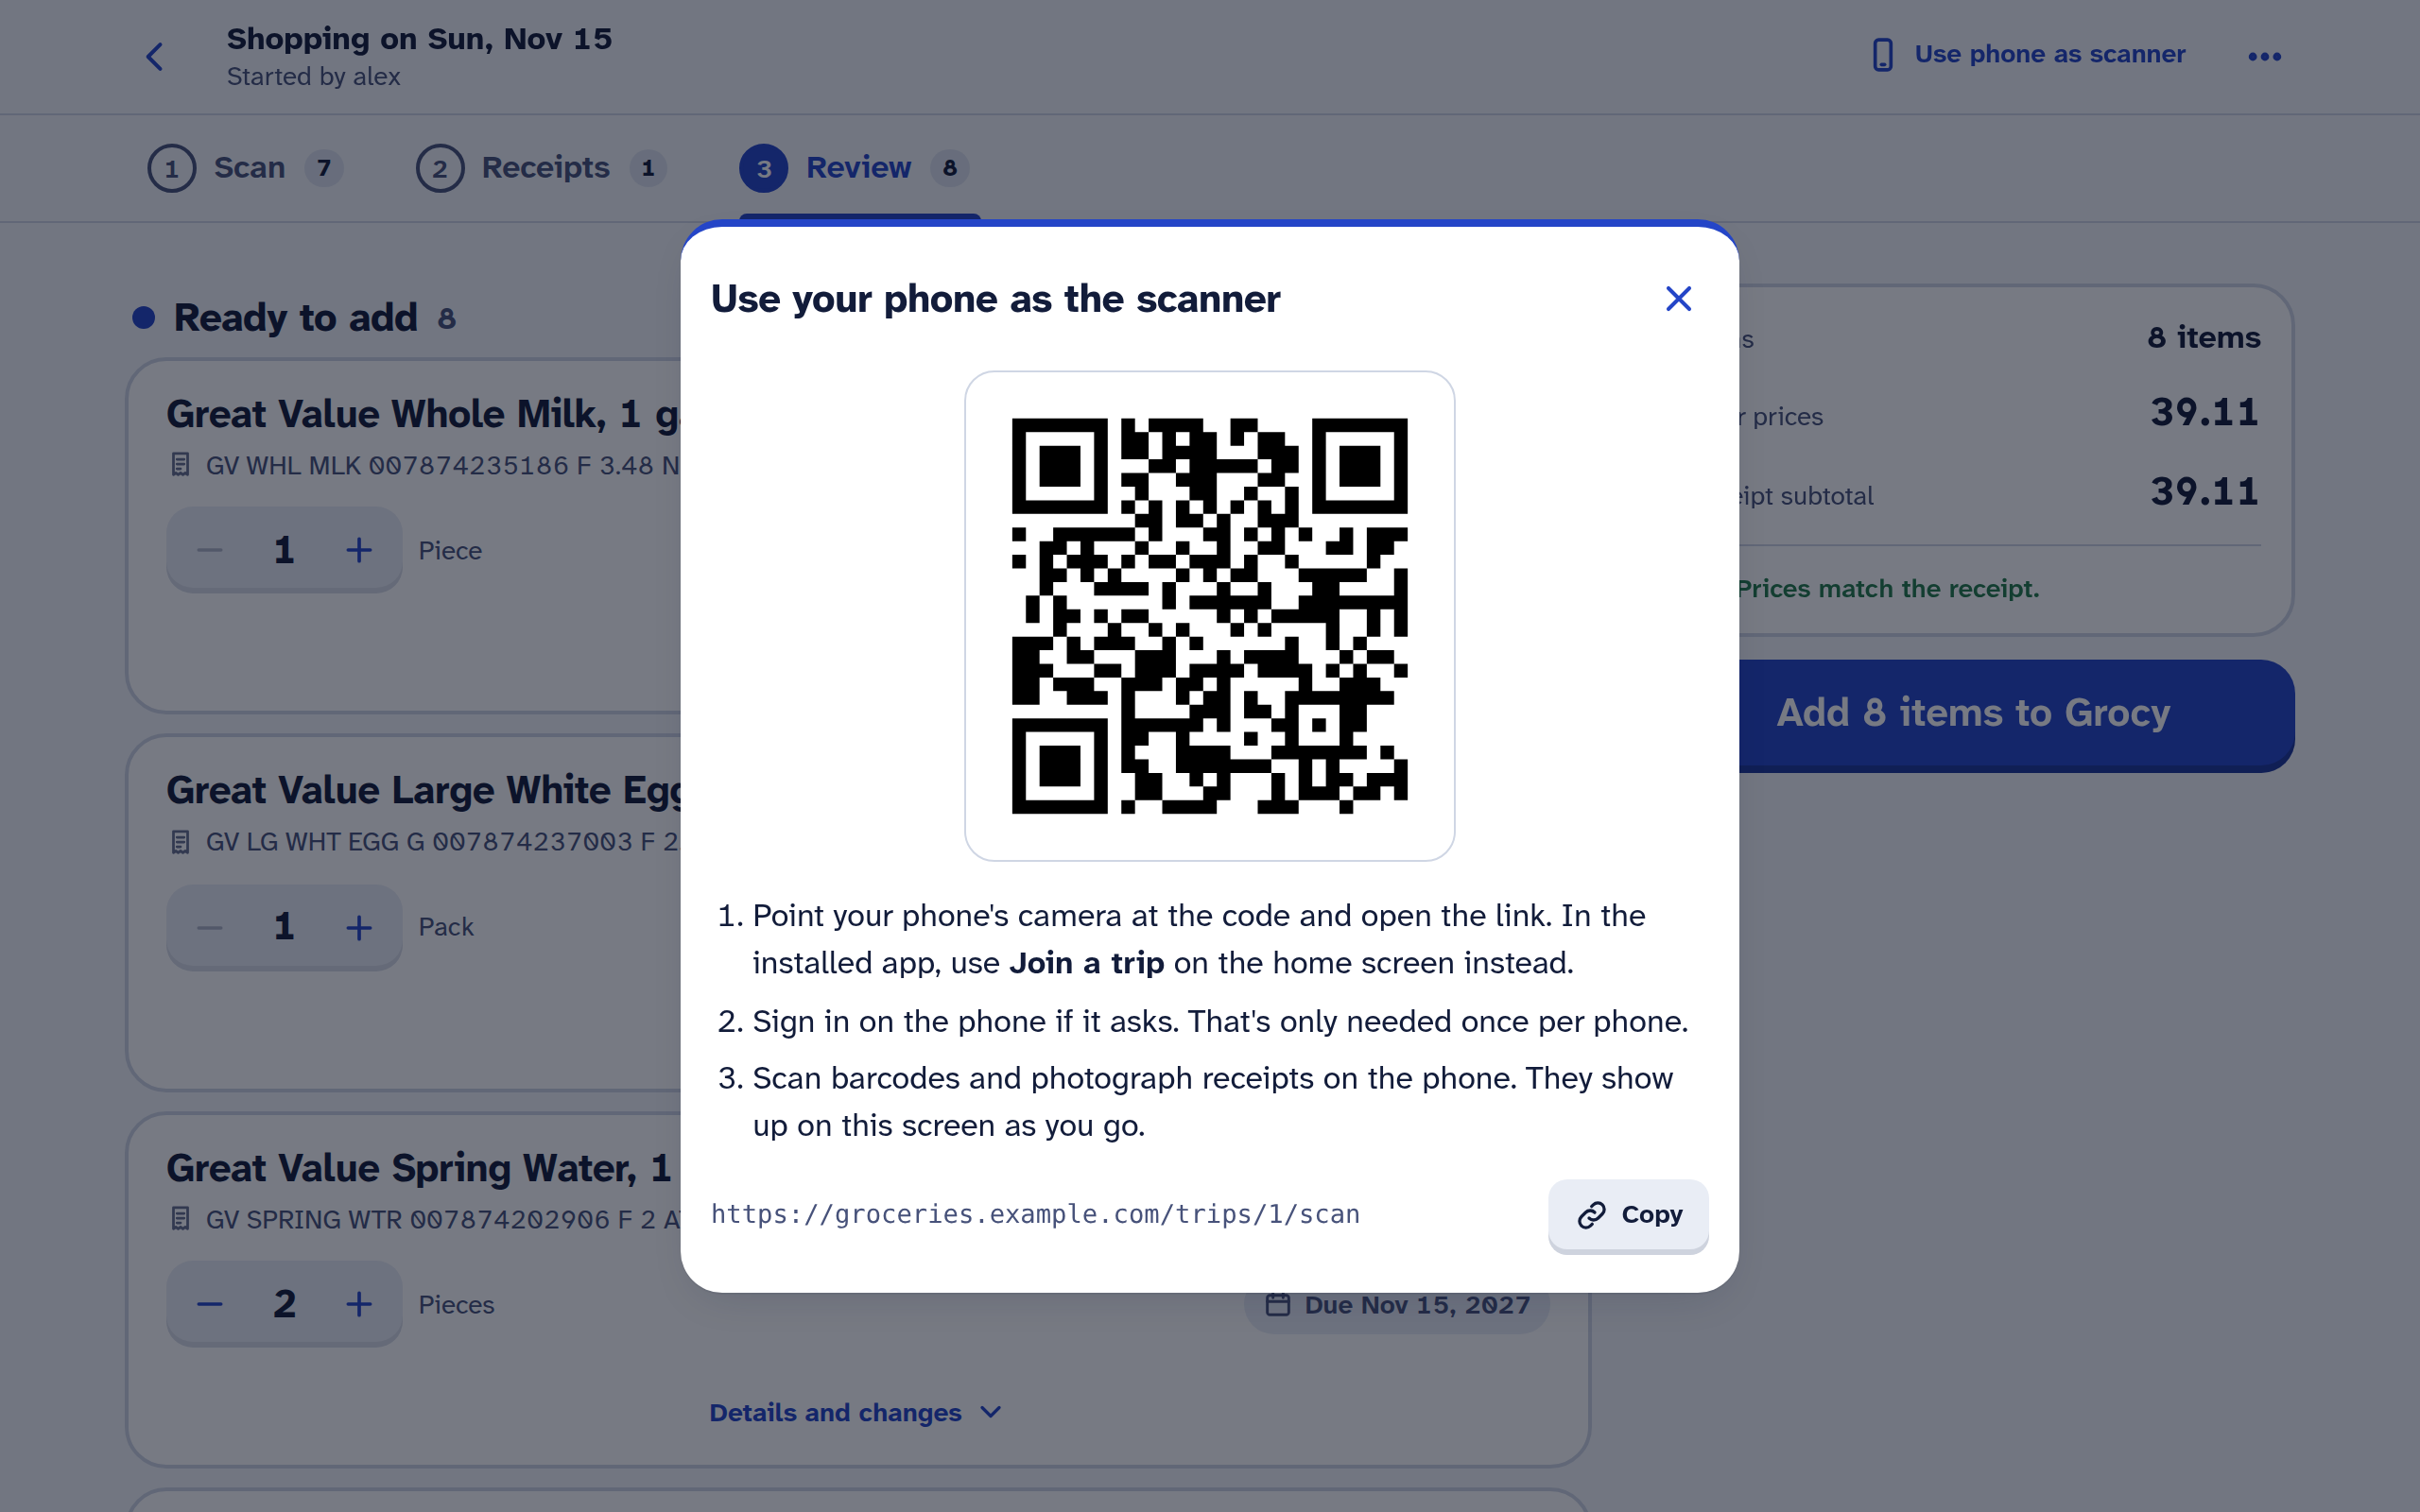 Shopping on Sun, Nov 15
Started by alex
Use phone as scanner
1 Scan 7
2 Receipts 1
3 Review 8
Ready to add 8
Great Value Whole Milk, 1
GV WHL MLK 007874235186 F 3.48 N
1 Piece
Great Value Large White
GV LG WHT EGG G 007874237003 F 2
1 Pack
Great Value Spring Water, 1
GV SPRING WTR 007874202906 F 2
2 Pieces
Due Nov 15, 2027
Details and changes
Use your phone as the scanner
1. Point your phone's camera at the code and open the link. In the
installed app, use Join a trip on the home screen instead.
2. Sign in on the phone if it asks. That's only needed once per phone.
3. Scan barcodes and photograph receipts on the phone. They show
up on this screen as you go.
https://groceries.example.com/trips/1/scan
Copy
8 items
prices 39.11
subtotal 39.11
Prices match the receipt.
Add 8 items to Grocy